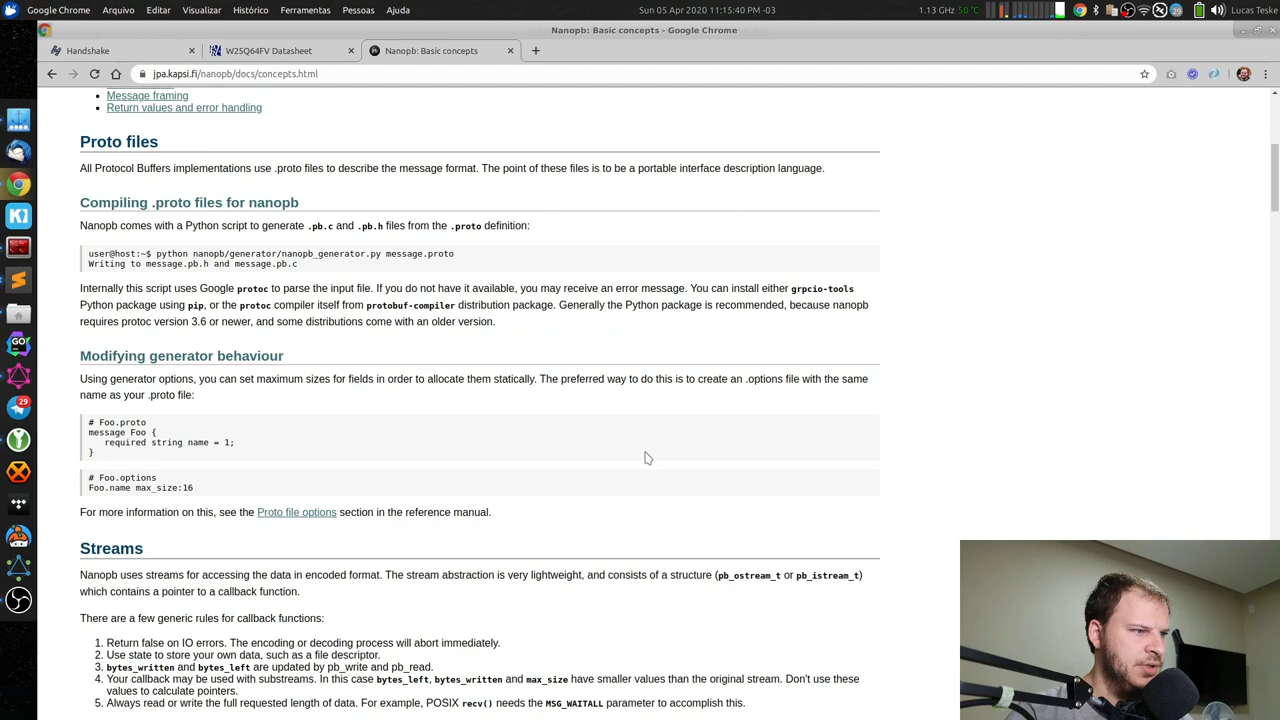 Google Chrome Arquivo Editar Visualizar Histórico Ferramentas Pessoas Ajuda Sun 05 Apr 2020 11:15:40 PM -03 1.13 GHz 50°C 29 Lucas Teske
Nanopb: Basic concepts - Google Chrome
Handshake W25Q64FV Datasheet Nanopb: Basic concepts
jpa.kapsi.fi/nanopb/docs/concepts.html
Message framing
Return values and error handling
Proto files
All Protocol Buffers implementations use .proto files to describe the message format. The point of these files is to be a portable interface description language.
Compiling .proto files for nanopb
Nanopb comes with a Python script to generate .pb.c and .pb.h files from the .proto definition:
user@host:~$ python nanopb/generator/nanopb_generator.py message.proto
Writing to message.pb.h and message.pb.c
Internally this script uses Google protoc to parse the input file. If you do not have it available, you may receive an error message. You can install either grpcio-tools
Python package using pip, or the protoc compiler itself from protobuf-compiler distribution package. Generally the Python package is recommended, because nanopb
requires protoc version 3.6 or newer, and some distributions come with an older version.
Modifying generator behaviour
Using generator options, you can set maximum sizes for fields in order to allocate them statically. The preferred way to do this is to create an .options file with the same
name as your .proto file:
# Foo.proto
message Foo {
required string name = 1;
}
# Foo.options
Foo.name max_size:16
For more information on this, see the Proto file options section in the reference manual.
Streams
Nanopb uses streams for accessing the data in encoded format. The stream abstraction is very lightweight, and consists of a structure (pb_ostream_t or pb_istream_t)
which contains a pointer to a callback function.
There are a few generic rules for callback functions:
1. Return false on IO errors. The encoding or decoding process will abort immediately.
2. Use state to store your own data, such as a file descriptor.
3. bytes_written and bytes_left are updated by pb_write and pb_read.
4. Your callback may be used with substreams. In this case bytes_left, bytes_written and max_size have smaller values than the original stream. Don't use these
values to calculate pointers.
5. Always read or write the full requested length of data. For example, POSIX recv() needs the MSG_WAITALL parameter to accomplish this.
GO
29